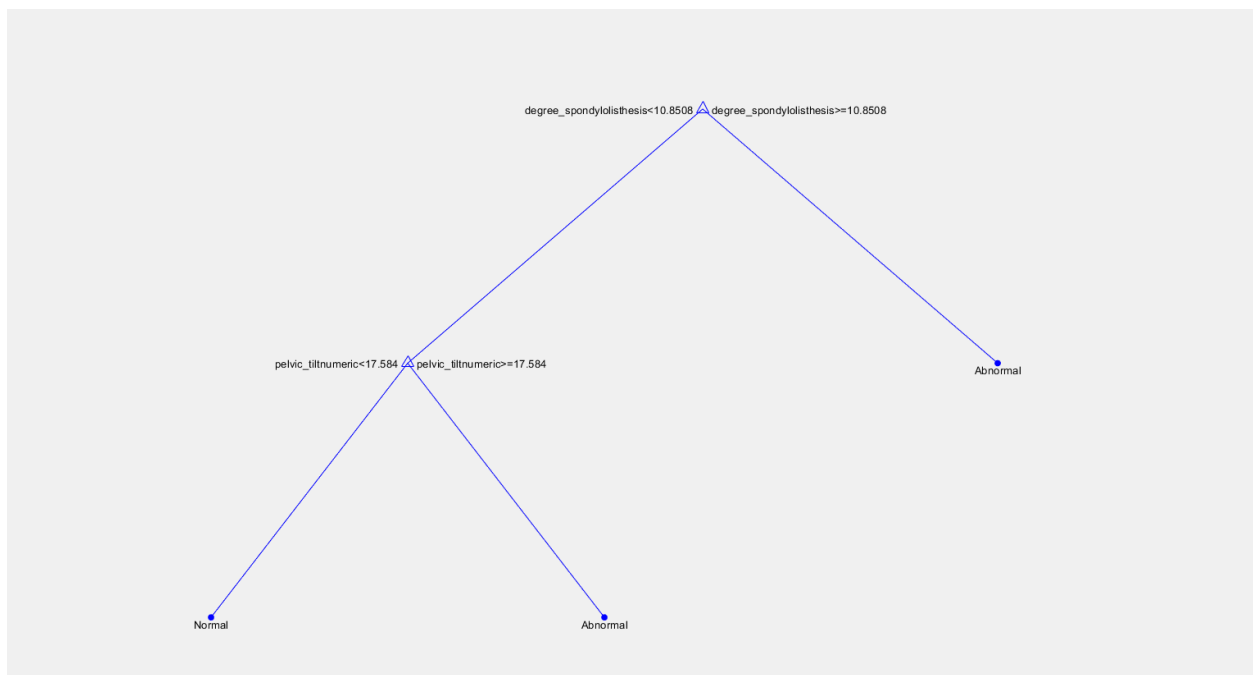 degree_spondylolisthesis<10.8508 degree_spondylolisthesis>=10.8508
pelvic_tiltnumeric<17.584 pelvic_tiltnumeric>=17.584
Abnormal
Normal
Abnormal